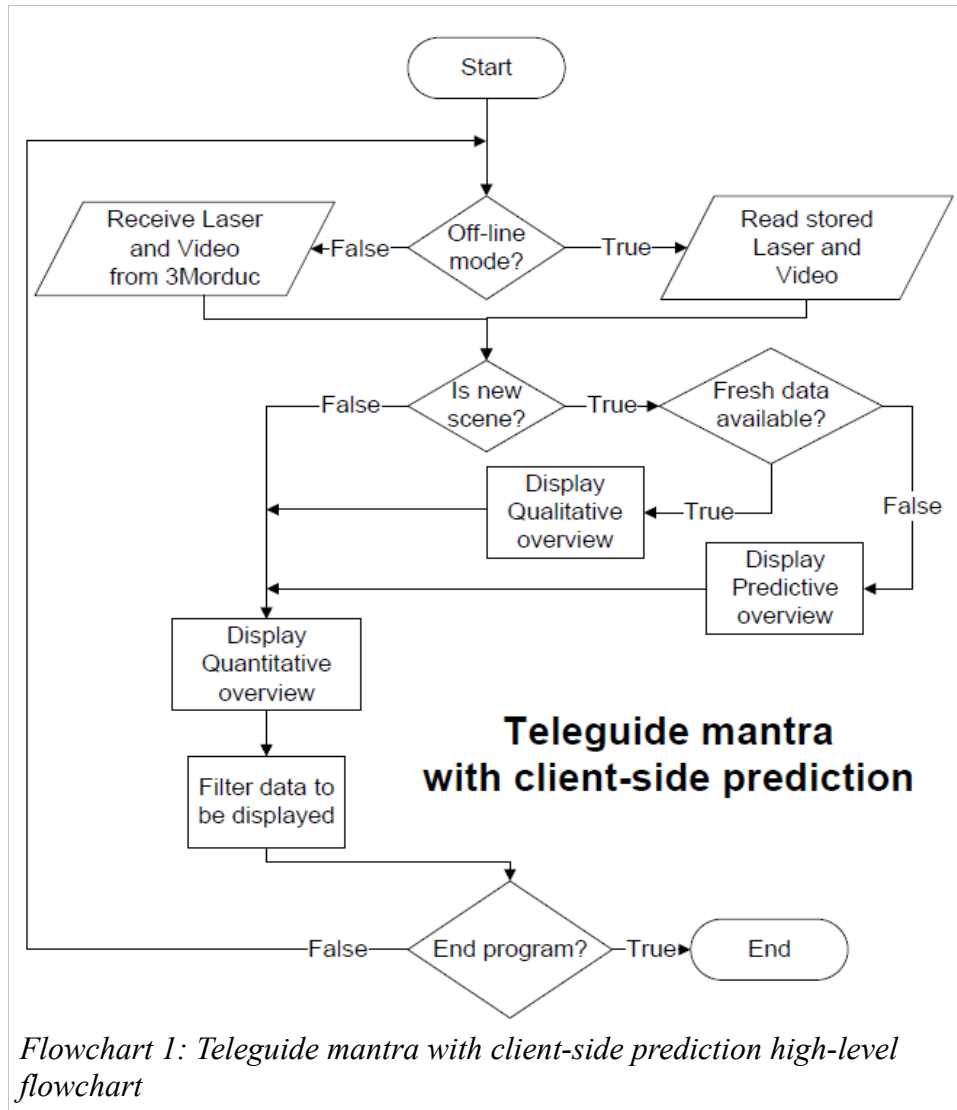 Start
Receive Laser
and Video
from 3Morduc
False
Off-line
mode?
True
Read stored
Laser and
Video
False
Is new
scene?
True
Fresh data
available?
Display
Qualitative
overview
True
False
Display
Predictive
overview
Display
Quantitative
overview
Teleguide mantra
with client-side prediction
Filter data to
be displayed
False
End program?
True
End
Flowchart 1: Teleguide mantra with client-side prediction high-level
flowchart